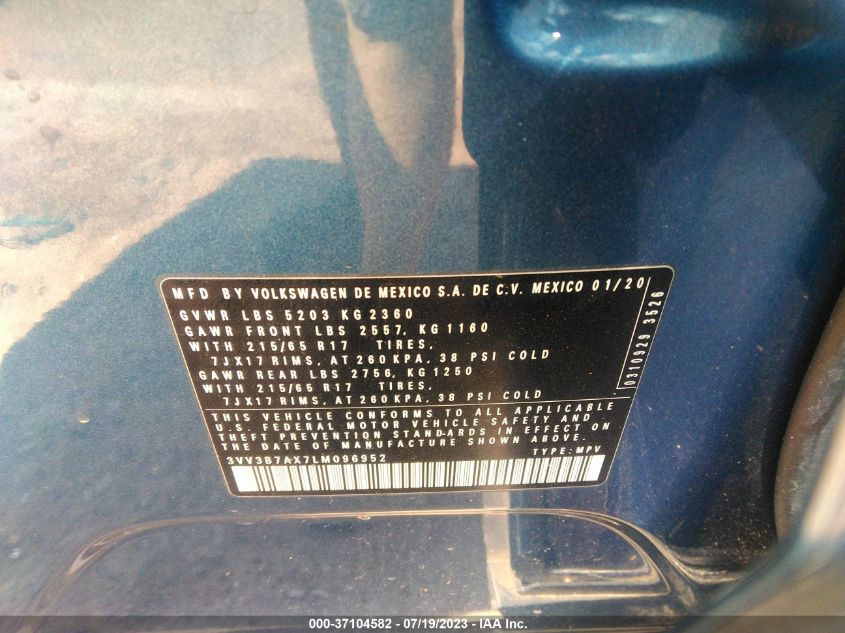 MFD BY VOLKSWAGEN DE MEXICO S.A. DE C.V. MEXICO 01/20
GVWR LBS 5203 KG 2360
GAWR FRONT LBS 2557, KG 1160
WITH 215/65 R17 TIRES,
7JX17 RIMS, AT 260 KPA, 38 PSI COLD
GAWR REAR LBS 2756, KG 1250
WITH 215/65 R17 TIRES,
7JX17 RIMS, AT 260 KPA, 38 PSI COLD
THIS VEHICLE CONFORMS TO ALL APPLICABLE
U.S. FEDERAL MOTOR VEHICLE SAFETY AND
THEFT PREVENTION STANDARDS IN EFFECT ON
THE DATE OF MANUFACTURE SHOWN ABOVE.
3VV3B7AX7LM096952 TYPE: MPV
0310929 3526
000-37104582 - 07/19/2023 - IAA Inc.